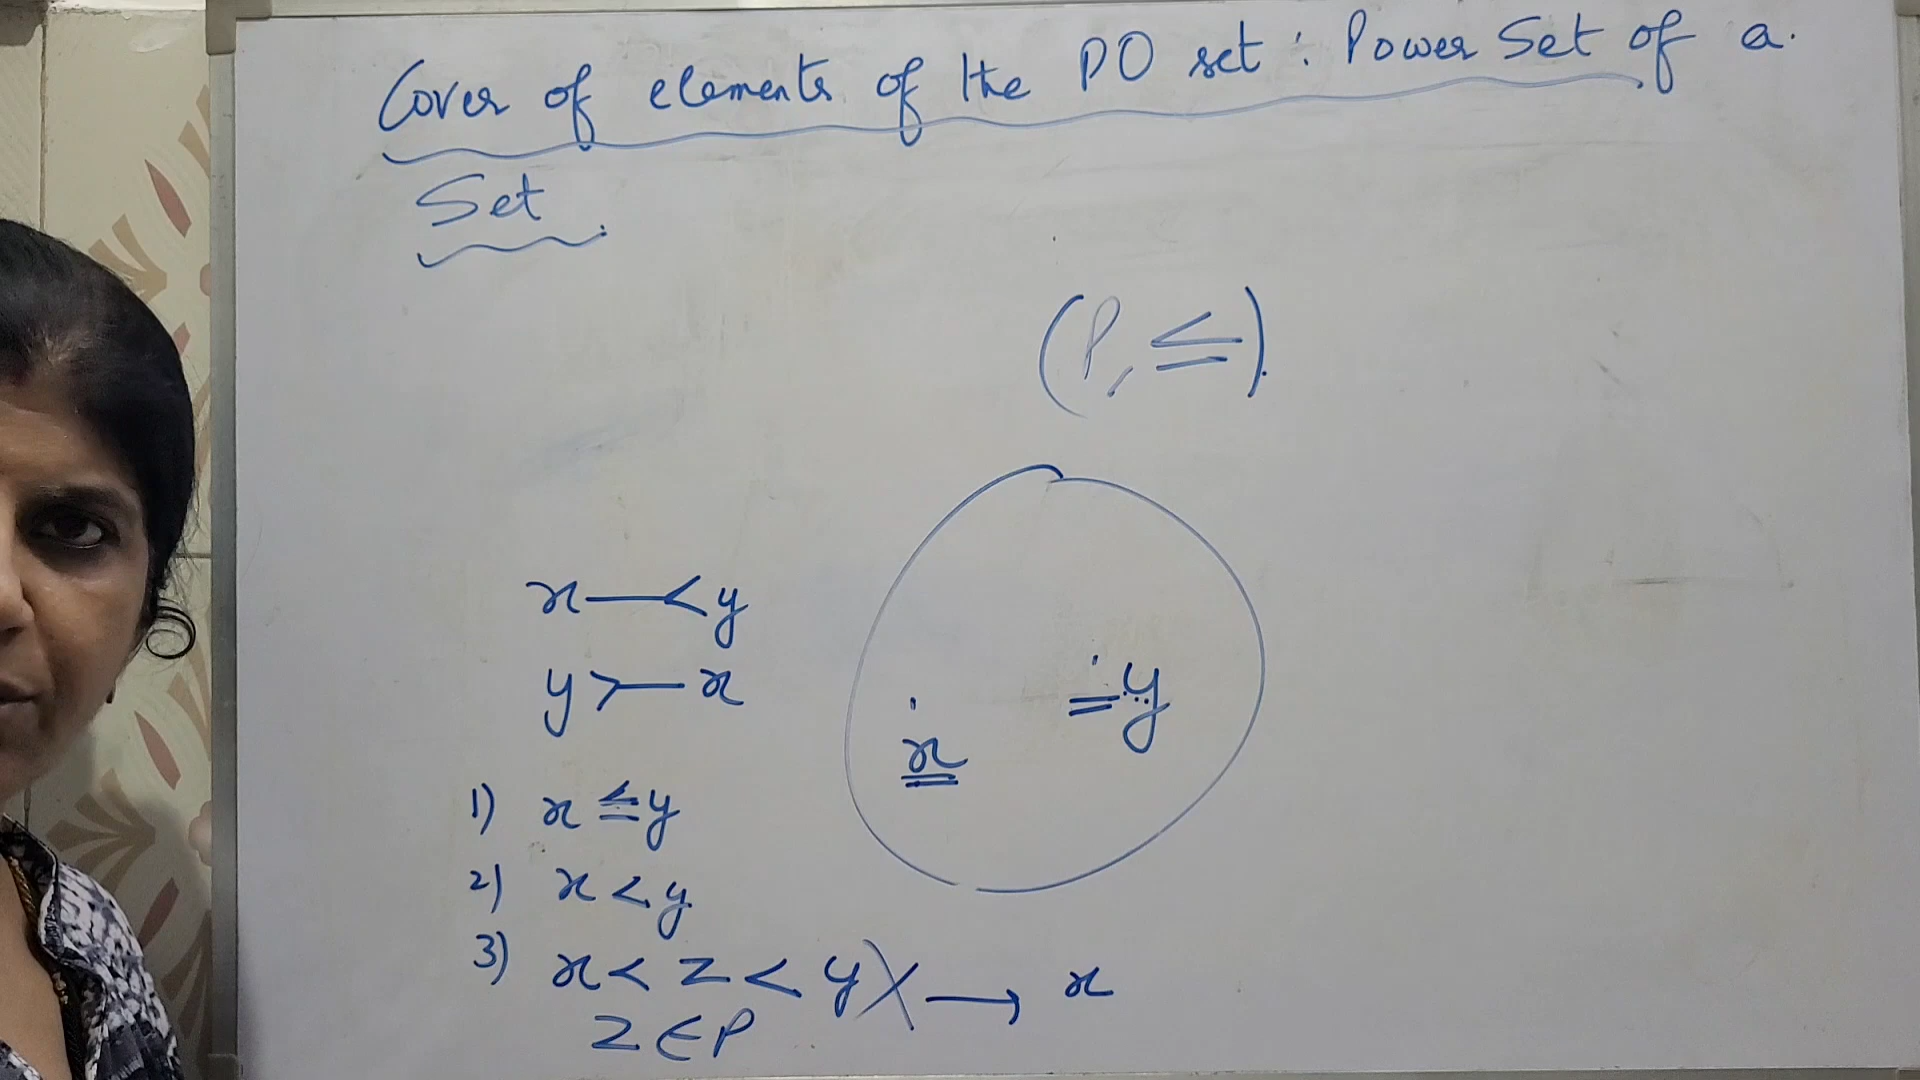 Cover of elements of the PO set : Power Set of a.
Set.
(P, ≤).
x —< y
y >— x
x
= y
1) x ≤ y
2) x < y
3) x < z < y X → x
z ∈ P